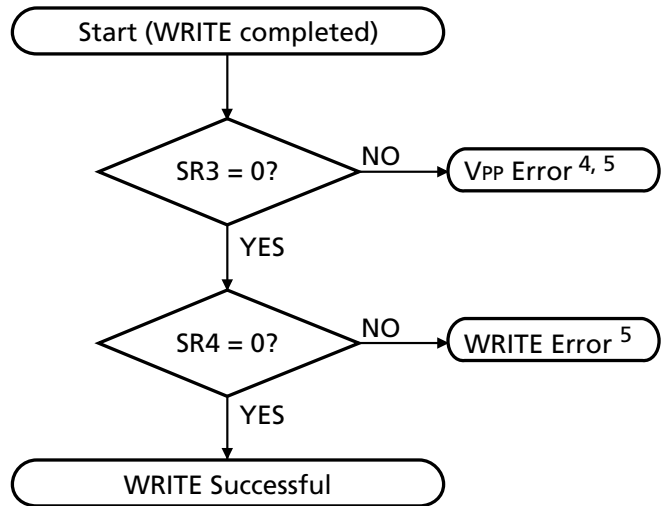 Start (WRITE completed)
SR3 = 0?
NO
VPP Error 4, 5
YES
SR4 = 0?
NO
WRITE Error 5
YES
WRITE Successful